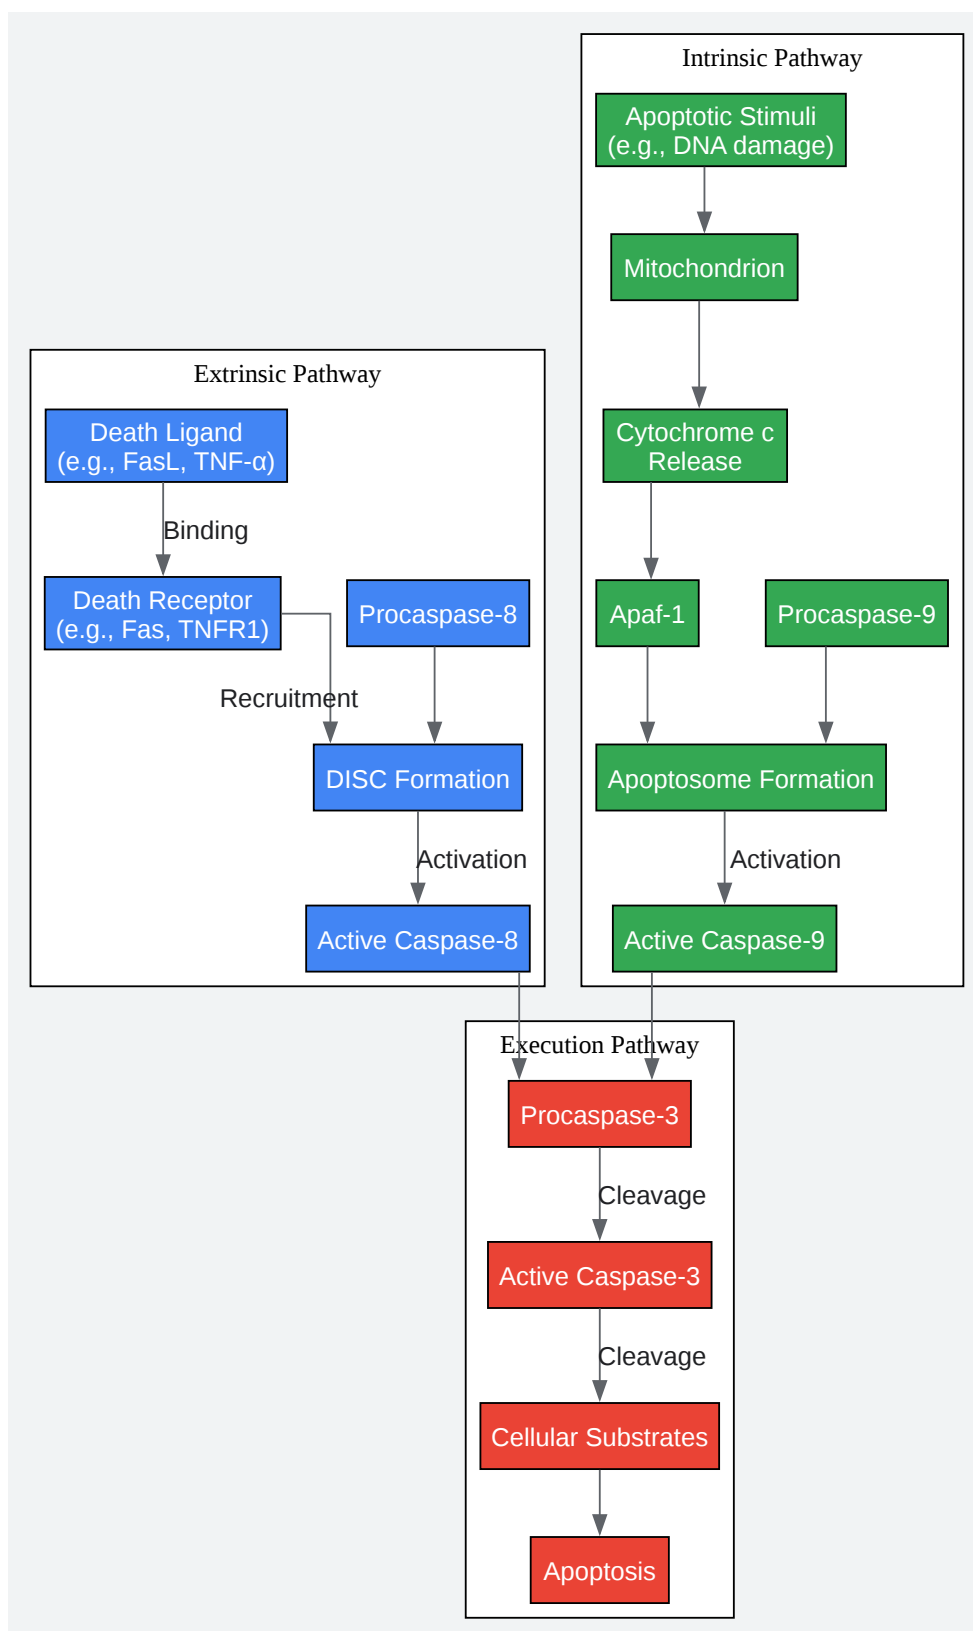 Intrinsic Pathway
Apoptotic Stimuli
(e.g., DNA damage)
Mitochondrion
Cytochrome c
Release
Apaf-1
Procaspase-9
Apoptosome Formation
Activation
Active Caspase-9
Extrinsic Pathway
Death Ligand
(e.g., FasL, TNF-α)
Binding
Death Receptor
(e.g., Fas, TNFR1)
Procaspase-8
Recruitment
DISC Formation
Activation
Active Caspase-8
Execution Pathway
Procaspase-3
Cleavage
Active Caspase-3
Cleavage
Cellular Substrates
Apoptosis